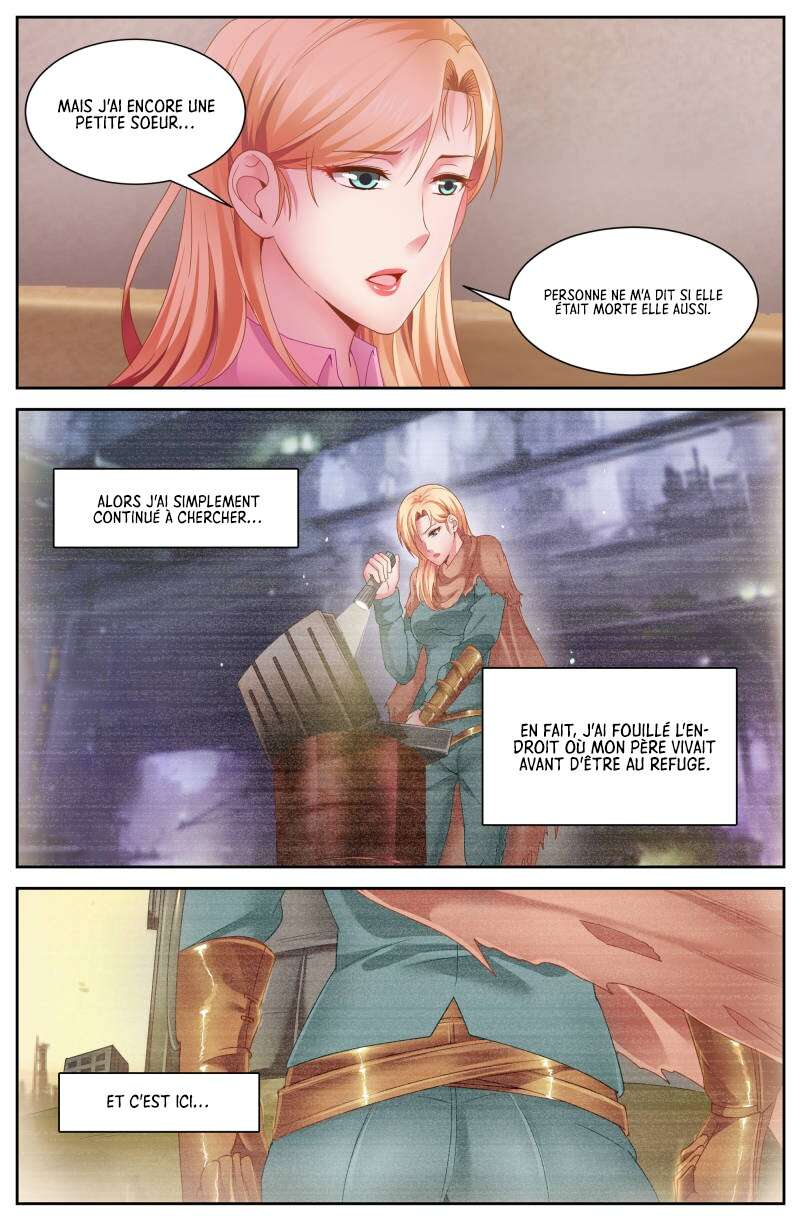 MAIS J'AI ENCORE UNE
PETITE SOEUR...
PERSONNE NE M'A DIT SI ELLE
ÉTAIT MORTE ELLE AUSSI.
ALORS J'AI SIMPLEMENT
CONTINUÉ À CHERCHER...
EN FAIT, J'AI FOUILLÉ L'EN-
DROIT OÙ MON PÈRE VIVAIT
AVANT D'ÊTRE AU REFUGE.
ET C'EST ICI...